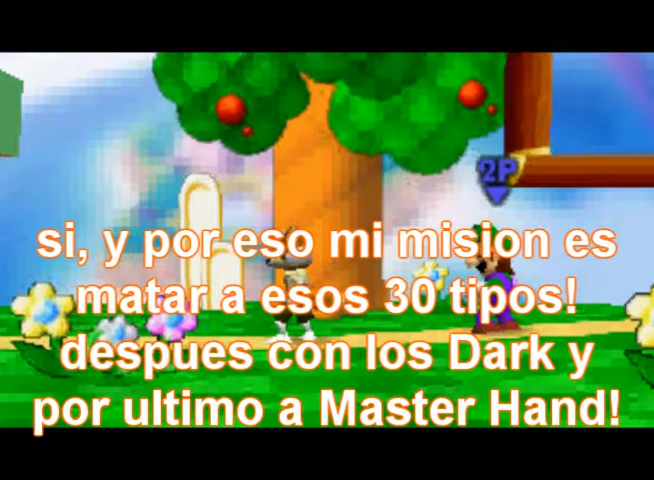 2P
si, y por eso mi mision es
matar a esos 30 tipos!
despues con los Dark y
por ultimo a Master Hand!